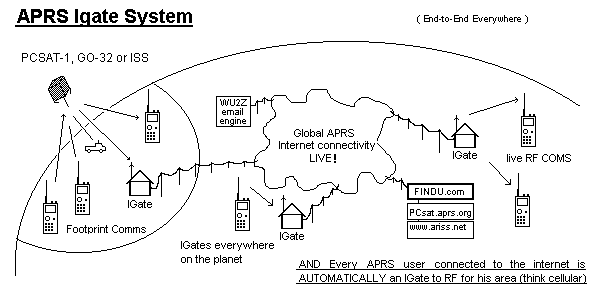 APRS Igate System
( End-to-End Everywhere )
PCSAT-1, GO-32 or ISS
WU2Z
email
engine
Global APRS
Internet connectivity
LIVE!
IGate
live RF COMS
IGate
Footprint Comms
FINDU.com
PCsat.aprs.org
www.ariss.net
IGate
IGates everywhere
on the planet
AND Every APRS user connected to the internet is
AUTOMATICALLY an IGate to RF for his area (think cellular)